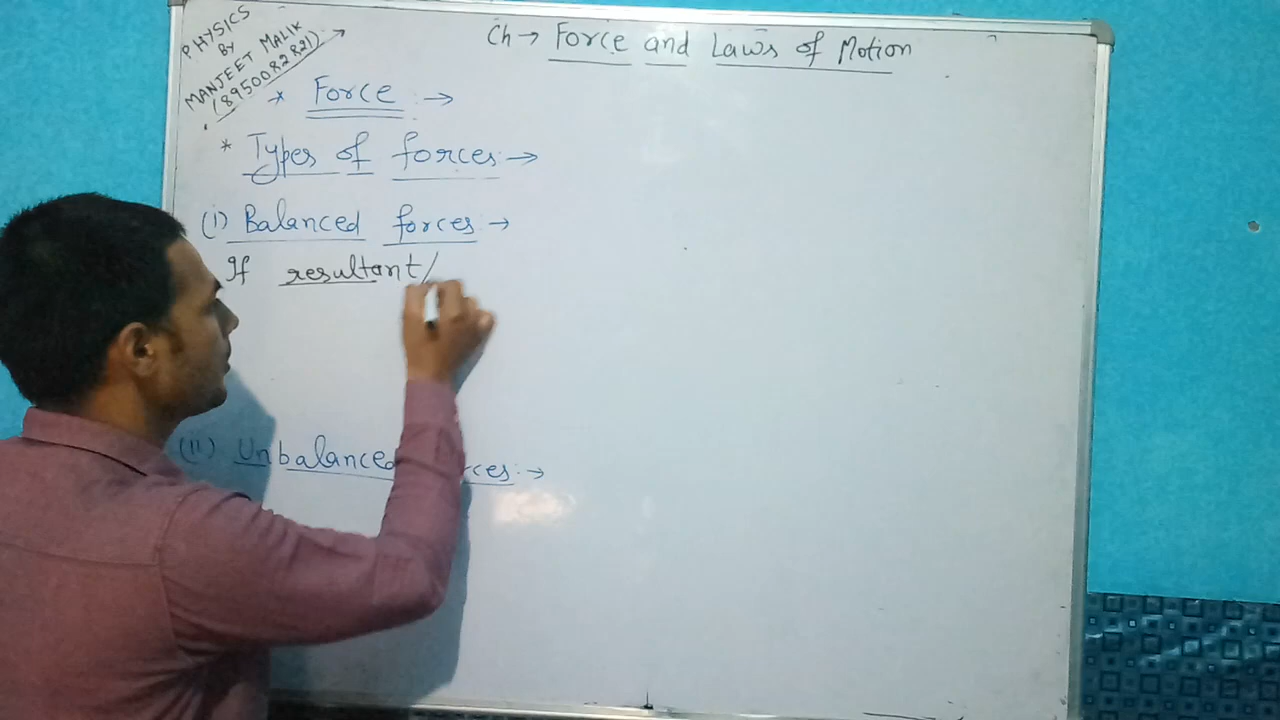 PHYSICS
BY
MANJEET MALIK
(8950082821)
Ch → Force and Laws of Motion
* Force :→
* Types of forces:→
(i) Balanced forces →
If resultant/
(ii) Unbalanced :→